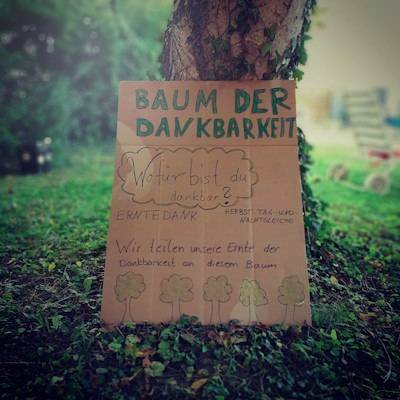 BAUM DER
DANKBARKEIT
Wofür bist du
dankbar?
ERNTEDANK
HERBST-TAG-UND-
NACHTGLEICHE
Wir teilen unsere Ernte der
Dankbarkeit an diesem Baum